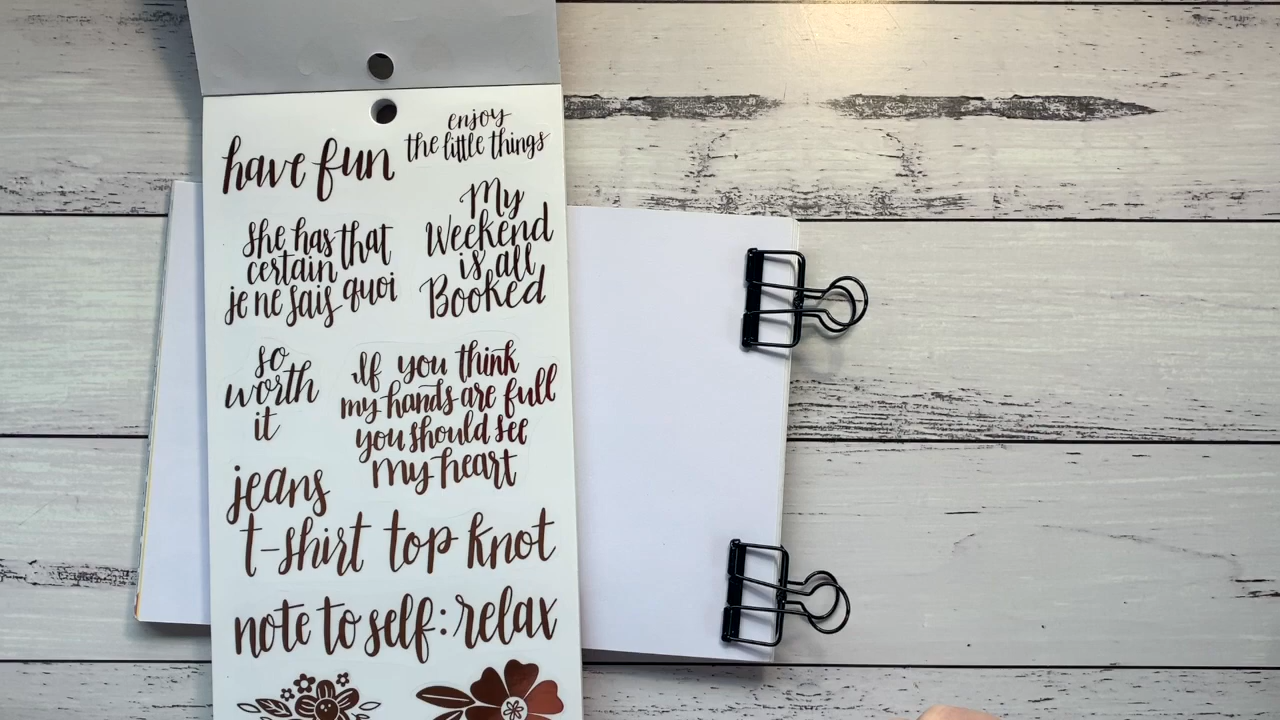 have fun
enjoy
the little things
She has that
certain
je ne sais quoi
My
Weekend
is all
Booked
so
worth
it
If you think
my hands are full
you should see
my heart
jeans
t-shirt top knot
note to self: relax